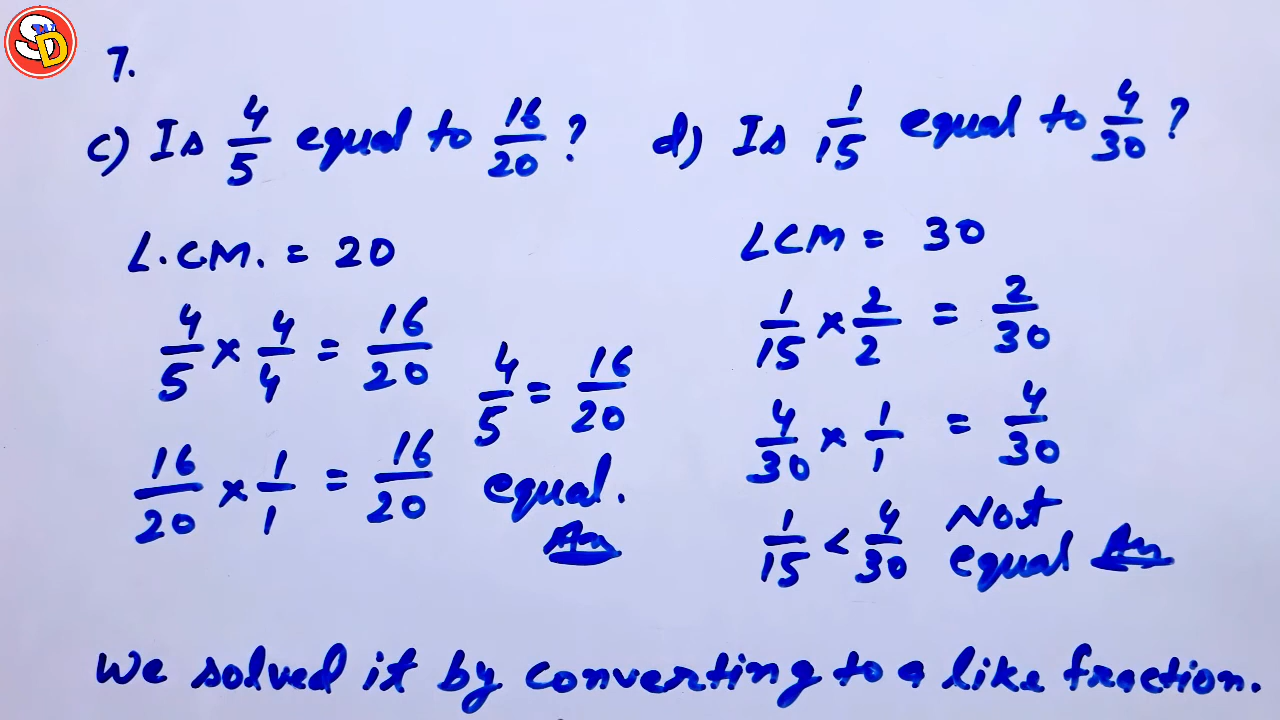 SD
7.
c) Is 4/5 equal to 16/20?
L.C.M. = 20
4/5 × 4/4 = 16/20
16/20 × 1/1 = 16/20
4/5 = 16/20
equal.
An
d) Is 1/15 equal to 4/30?
LCM = 30
1/15 × 2/2 = 2/30
4/30 × 1/1 = 4/30
1/15 < 4/30 Not
equal An
We solved it by converting to a like fraction.